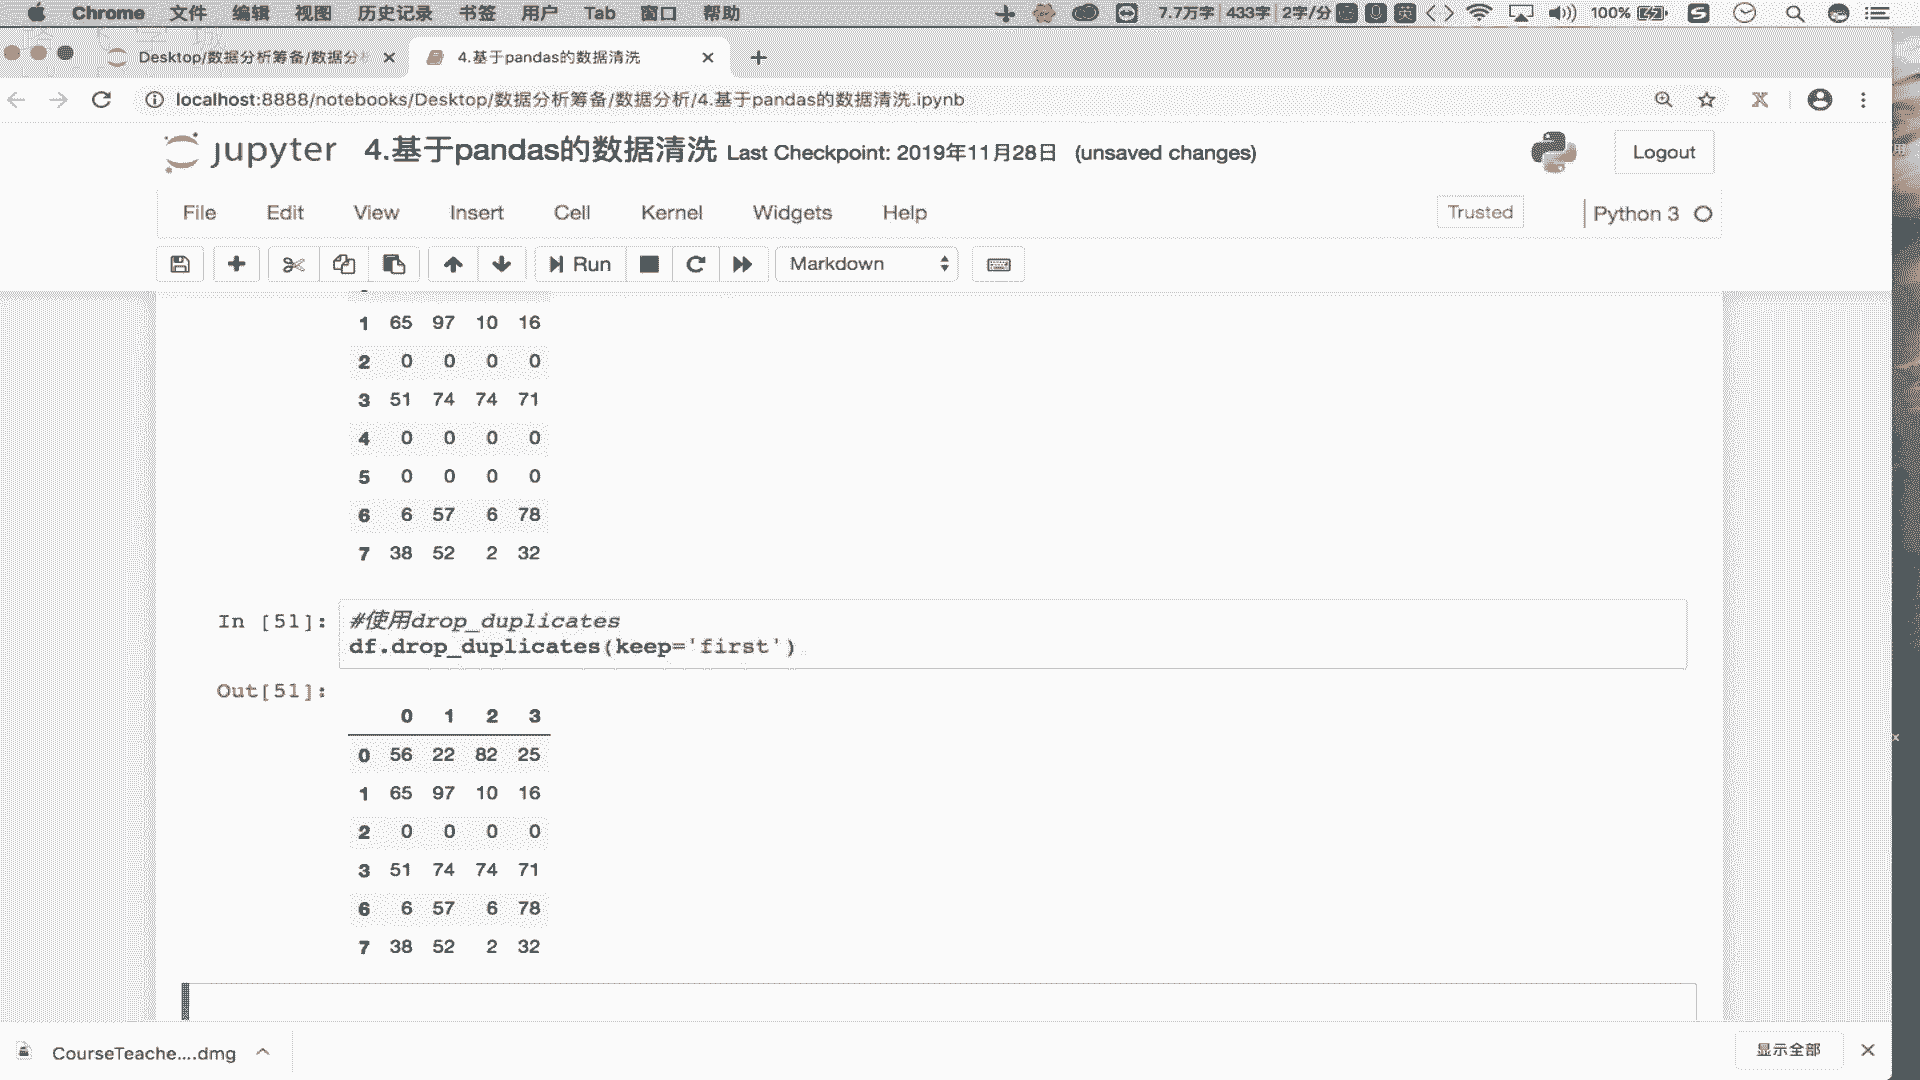 Chrome 文件 编辑 视图 历史记录 书签 用户 Tab 窗口 帮助 7.7万字 433字 2字/分 英 100%
Desktop/数据分析筹备/数据分 4.基于pandas的数据清洗
localhost:8888/notebooks/Desktop/数据分析筹备/数据分析/4.基于pandas的数据清洗.ipynb
jupyter 4.基于pandas的数据清洗 Last Checkpoint: 2019年11月28日 (unsaved changes) Logout
File Edit View Insert Cell Kernel Widgets Help Trusted Python 3
Run Markdown
1 65 97 10 16
2 0 0 0 0
3 51 74 74 71
4 0 0 0 0
5 0 0 0 0
6 6 57 6 78
7 38 52 2 32
In [51]: #使用drop_duplicates
df.drop_duplicates(keep='first')
Out[51]:
0 1 2 3
0 56 22 82 25
1 65 97 10 16
2 0 0 0 0
3 51 74 74 71
6 6 57 6 78
7 38 52 2 32
CourseTeache....dmg 显示全部